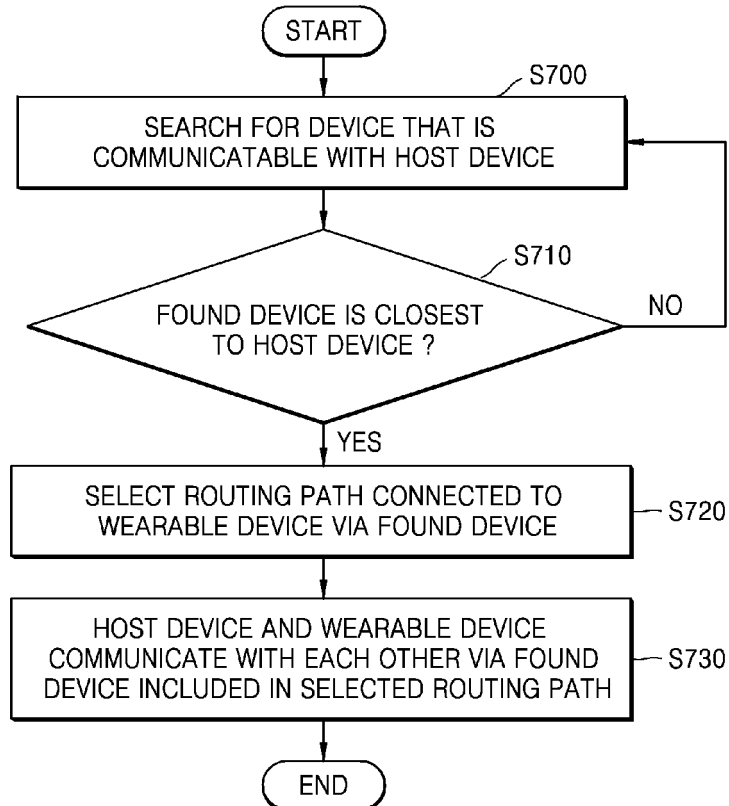 START
S700
SEARCH FOR DEVICE THAT IS
COMMUNICATABLE WITH HOST DEVICE
S710
FOUND DEVICE IS CLOSEST
TO HOST DEVICE ?
NO
YES
SELECT ROUTING PATH CONNECTED TO
WEARABLE DEVICE VIA FOUND DEVICE
S720
HOST DEVICE AND WEARABLE DEVICE
COMMUNICATE WITH EACH OTHER VIA FOUND
DEVICE INCLUDED IN SELECTED ROUTING PATH
S730
END